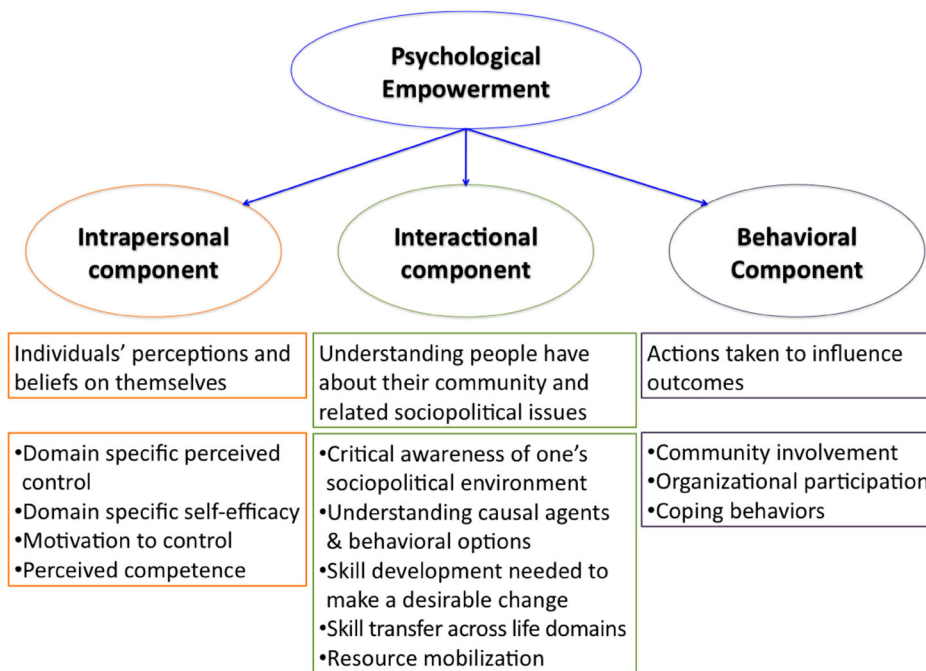 Psychological
Empowerment
Intrapersonal
component
Interactional
component
Behavioral
Component
Individuals’ perceptions and
beliefs on themselves
Understanding people have
about their community and
related sociopolitical issues
Actions taken to influence
outcomes
•Domain specific perceived
control
•Domain specific self-efficacy
•Motivation to control
•Perceived competence
•Critical awareness of one’s
sociopolitical environment
•Understanding causal agents
& behavioral options
•Skill development needed to
make a desirable change
•Skill transfer across life domains
•Resource mobilization
•Community involvement
•Organizational participation
•Coping behaviors